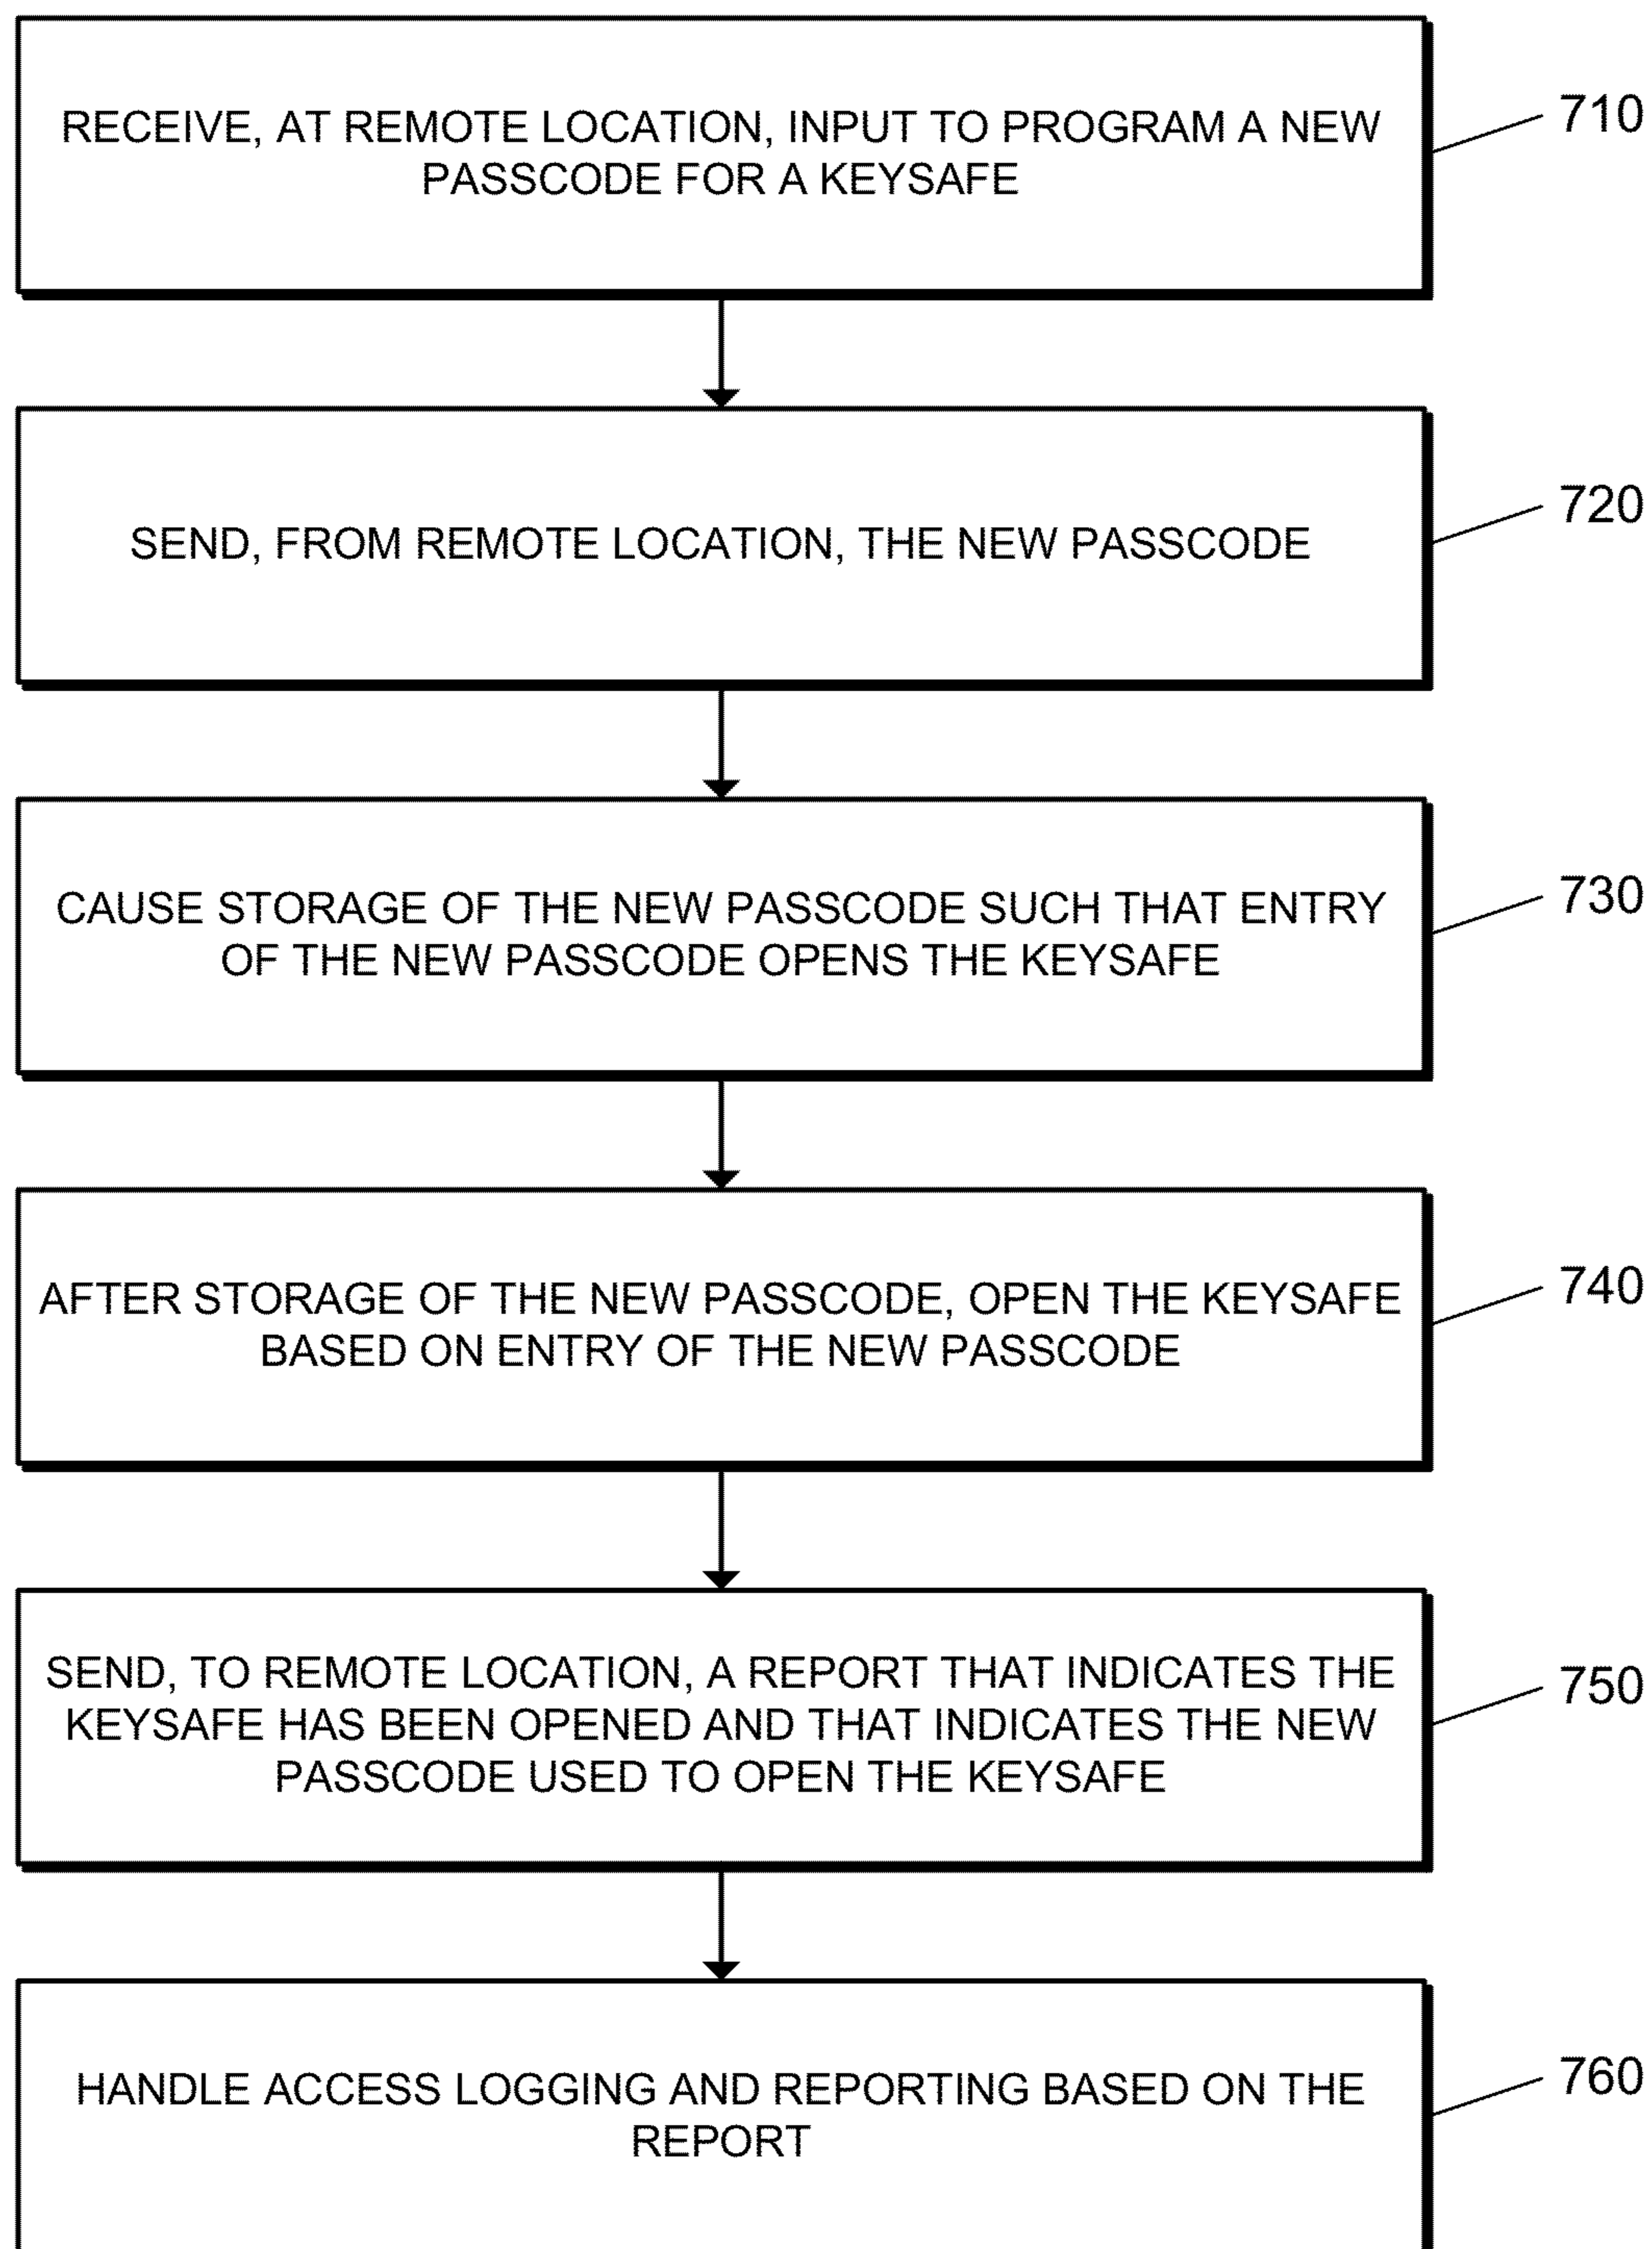 RECEIVE, AT REMOTE LOCATION, INPUT TO PROGRAM A NEW
PASSCODE FOR A KEYSAFE
710
SEND, FROM REMOTE LOCATION, THE NEW PASSCODE
720
CAUSE STORAGE OF THE NEW PASSCODE SUCH THAT ENTRY
OF THE NEW PASSCODE OPENS THE KEYSAFE
730
AFTER STORAGE OF THE NEW PASSCODE, OPEN THE KEYSAFE
BASED ON ENTRY OF THE NEW PASSCODE
740
SEND, TO REMOTE LOCATION, A REPORT THAT INDICATES THE
KEYSAFE HAS BEEN OPENED AND THAT INDICATES THE NEW
PASSCODE USED TO OPEN THE KEYSAFE
750
HANDLE ACCESS LOGGING AND REPORTING BASED ON THE
REPORT
760